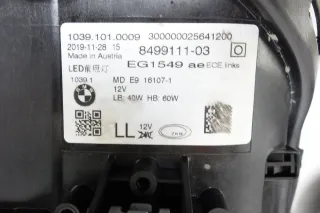 1039.101.0009 300000025641200
2019-11-28 15 8499111-03
Made in Austria
LED前照灯 EG1549 ae ECE links
1039.1 MD E9 16107-1
12V
LB: 40W HB: 60W
LL 12V